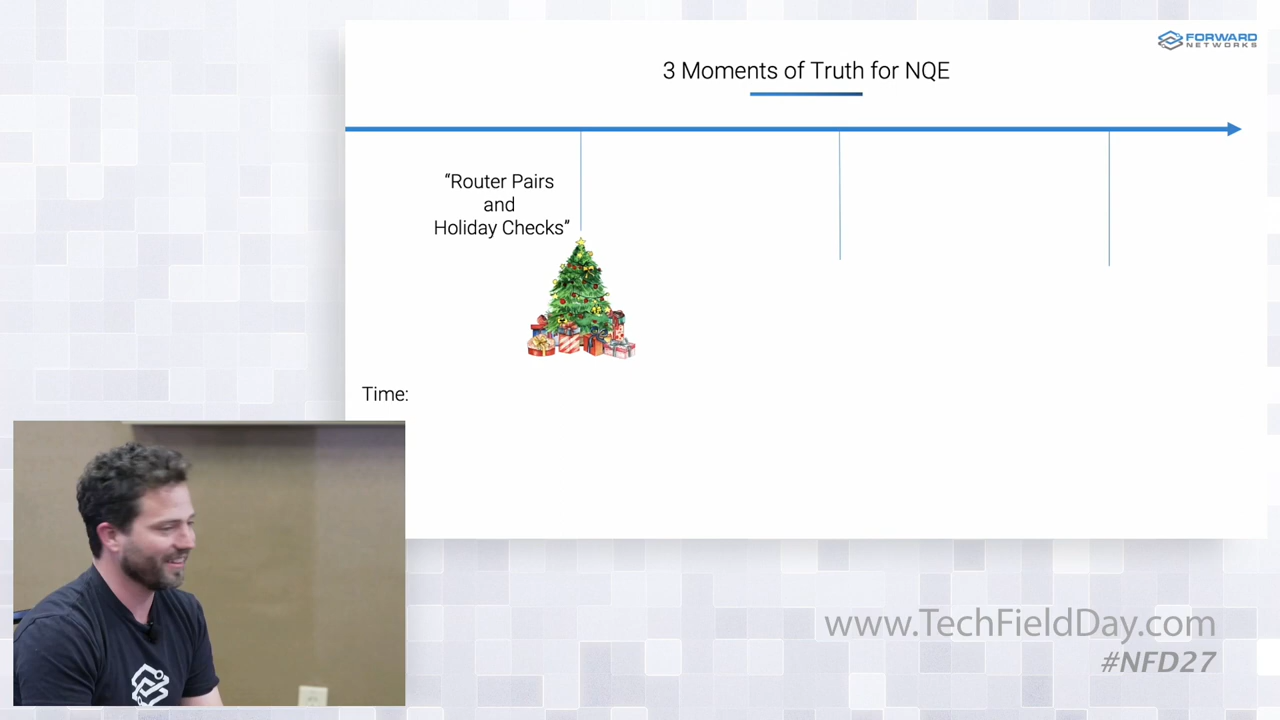 FORWARD
NETWORKS
3 Moments of Truth for NQE
“Router Pairs
and
Holiday Checks”
Time:
www.TechFieldDay.com
#NFD27